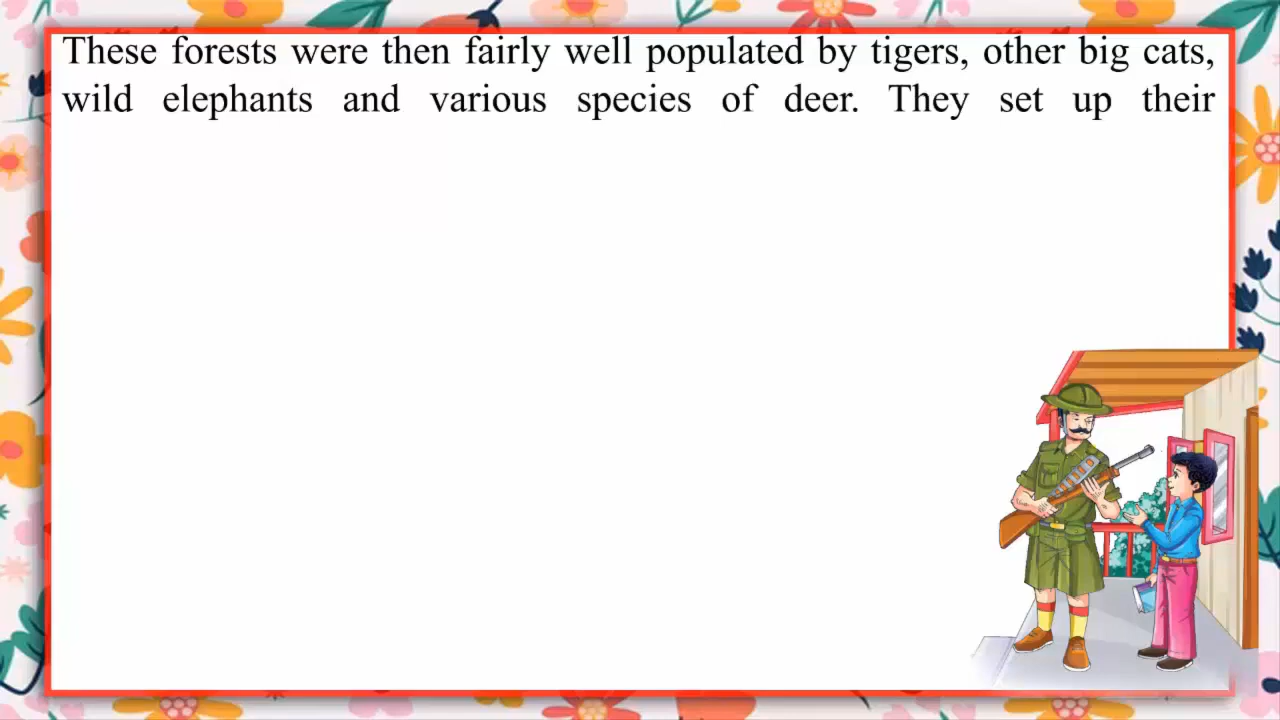 These forests were then fairly well populated by tigers, other big cats,
wild elephants and various species of deer. They set up their